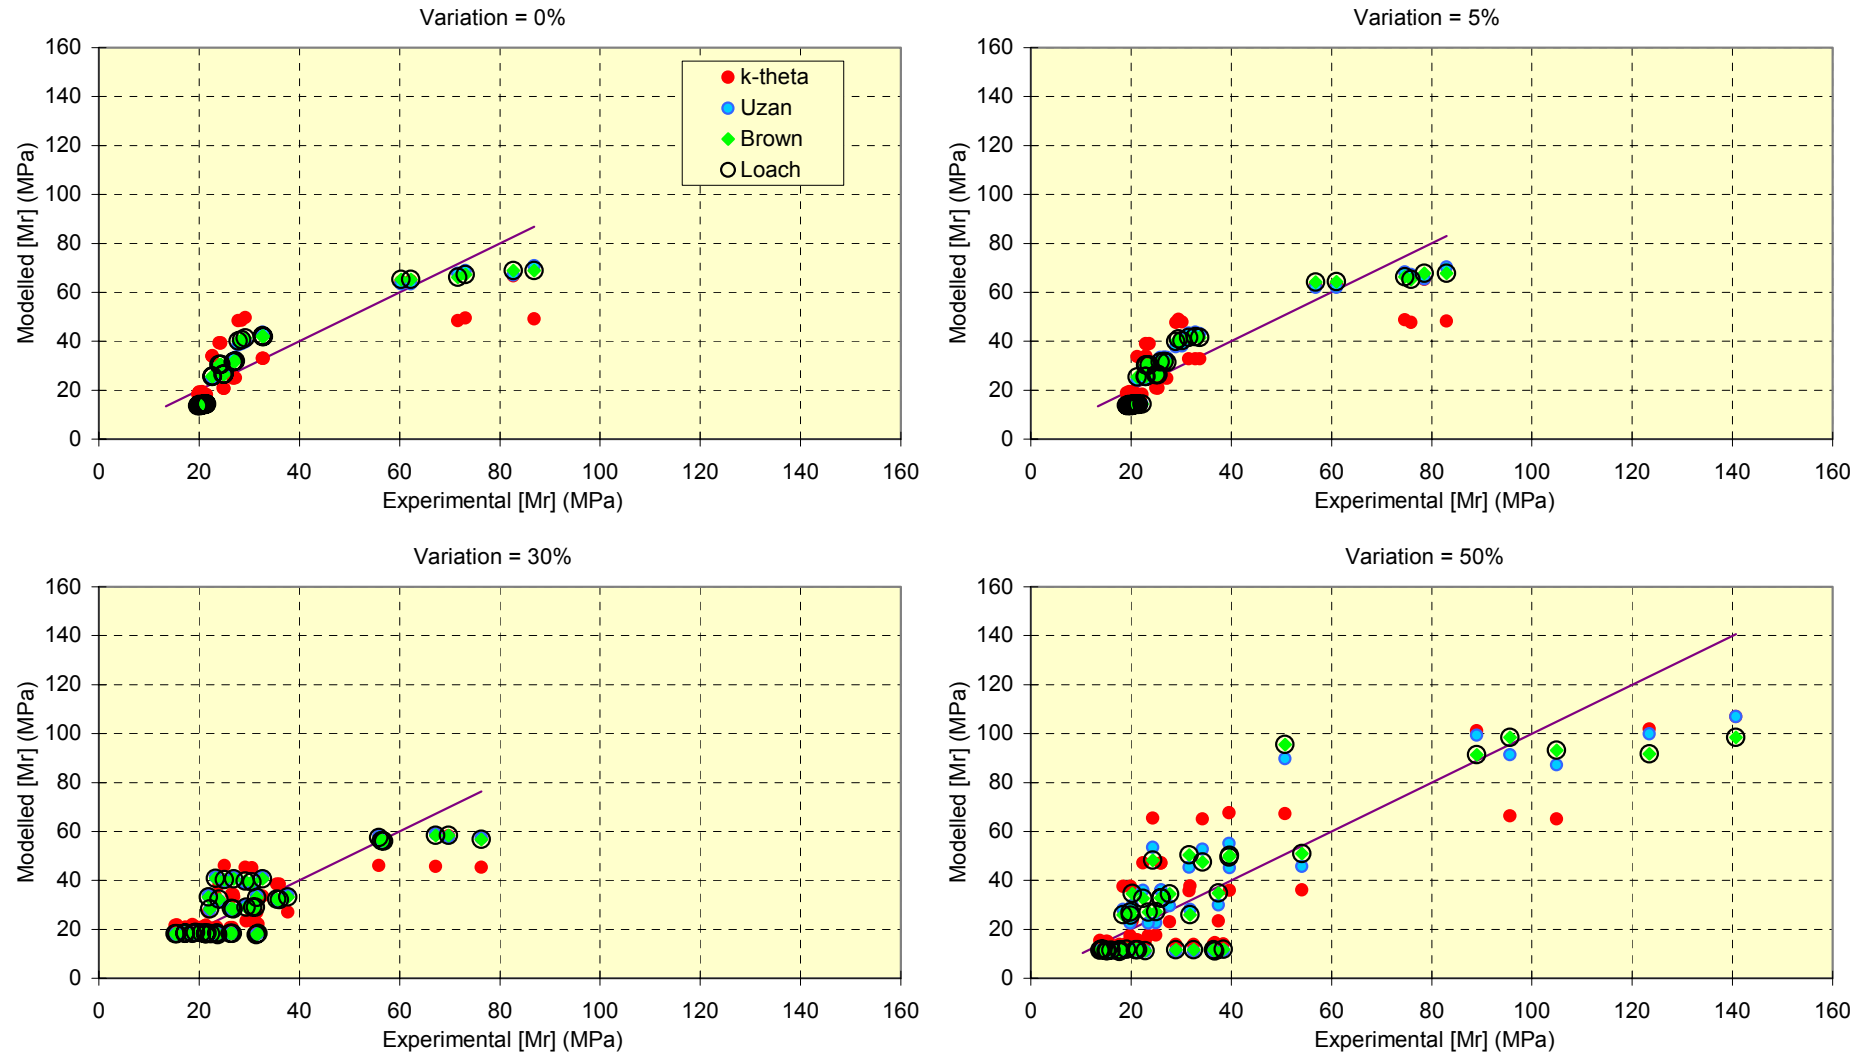 Variation = 0%
160
140
120
100
80
60
40
20
0
Modelled [Mr] (MPa)
k-theta
Uzan
Brown
Loach
0 20 40 60 80 100 120 140 160
Experimental [Mr] (MPa)
Variation = 5%
160
140
120
100
80
60
40
20
0
Modelled [Mr] (MPa)
0 20 40 60 80 100 120 140 160
Experimental [Mr] (MPa)
Variation = 30%
160
140
120
100
80
60
40
20
0
Modelled [Mr] (MPa)
0 20 40 60 80 100 120 140 160
Experimental [Mr] (MPa)
Variation = 50%
160
140
120
100
80
60
40
20
0
Modelled [Mr] (MPa)
0 20 40 60 80 100 120 140 160
Experimental [Mr] (MPa)